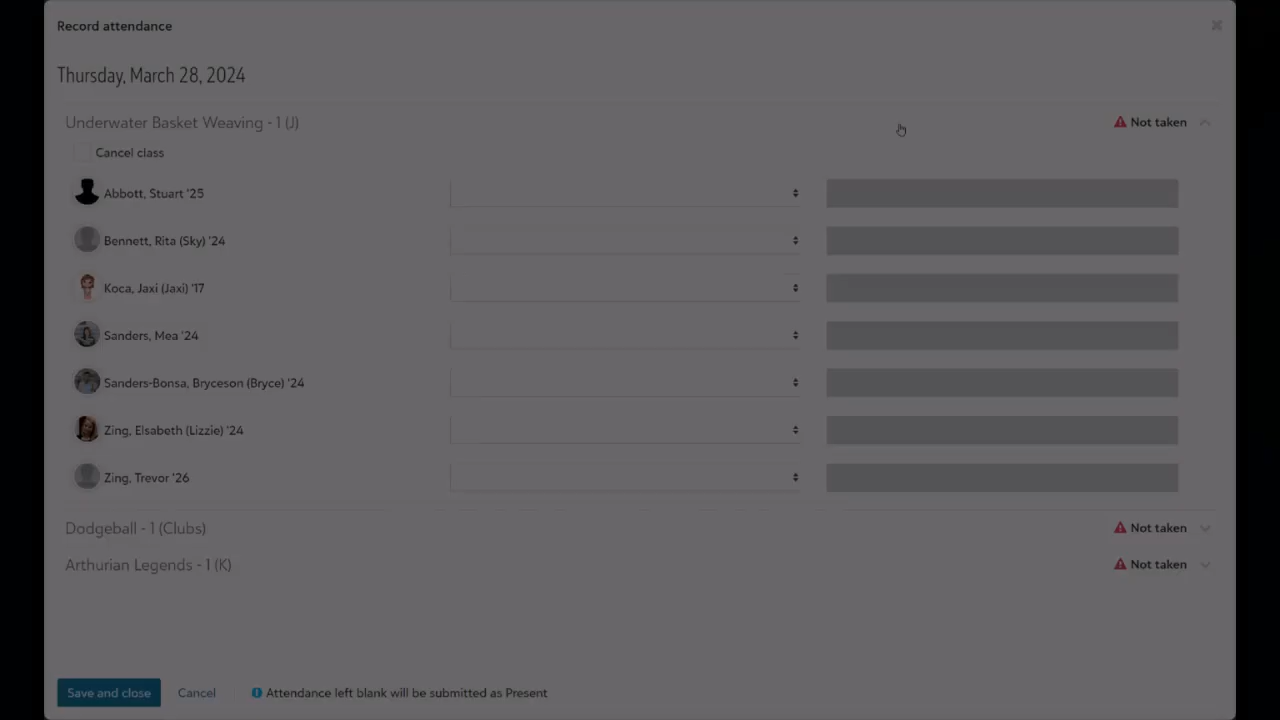 Record attendance
Thursday, March 28, 2024
Underwater Basket Weaving - 1 (J)
Not taken
Cancel class
Abbott, Stuart '25
Bennett, Rita (Sky) '24
Koca, Jaxi (Jaxi) '17
Sanders, Mea '24
Sanders-Bonsa, Bryceson (Bryce) '24
Zing, Elsabeth (Lizzie) '24
Zing, Trevor '26
Dodgeball - 1 (Clubs)
Not taken
Arthurian Legends - 1 (K)
Not taken
Save and close
Cancel
Attendance left blank will be submitted as Present